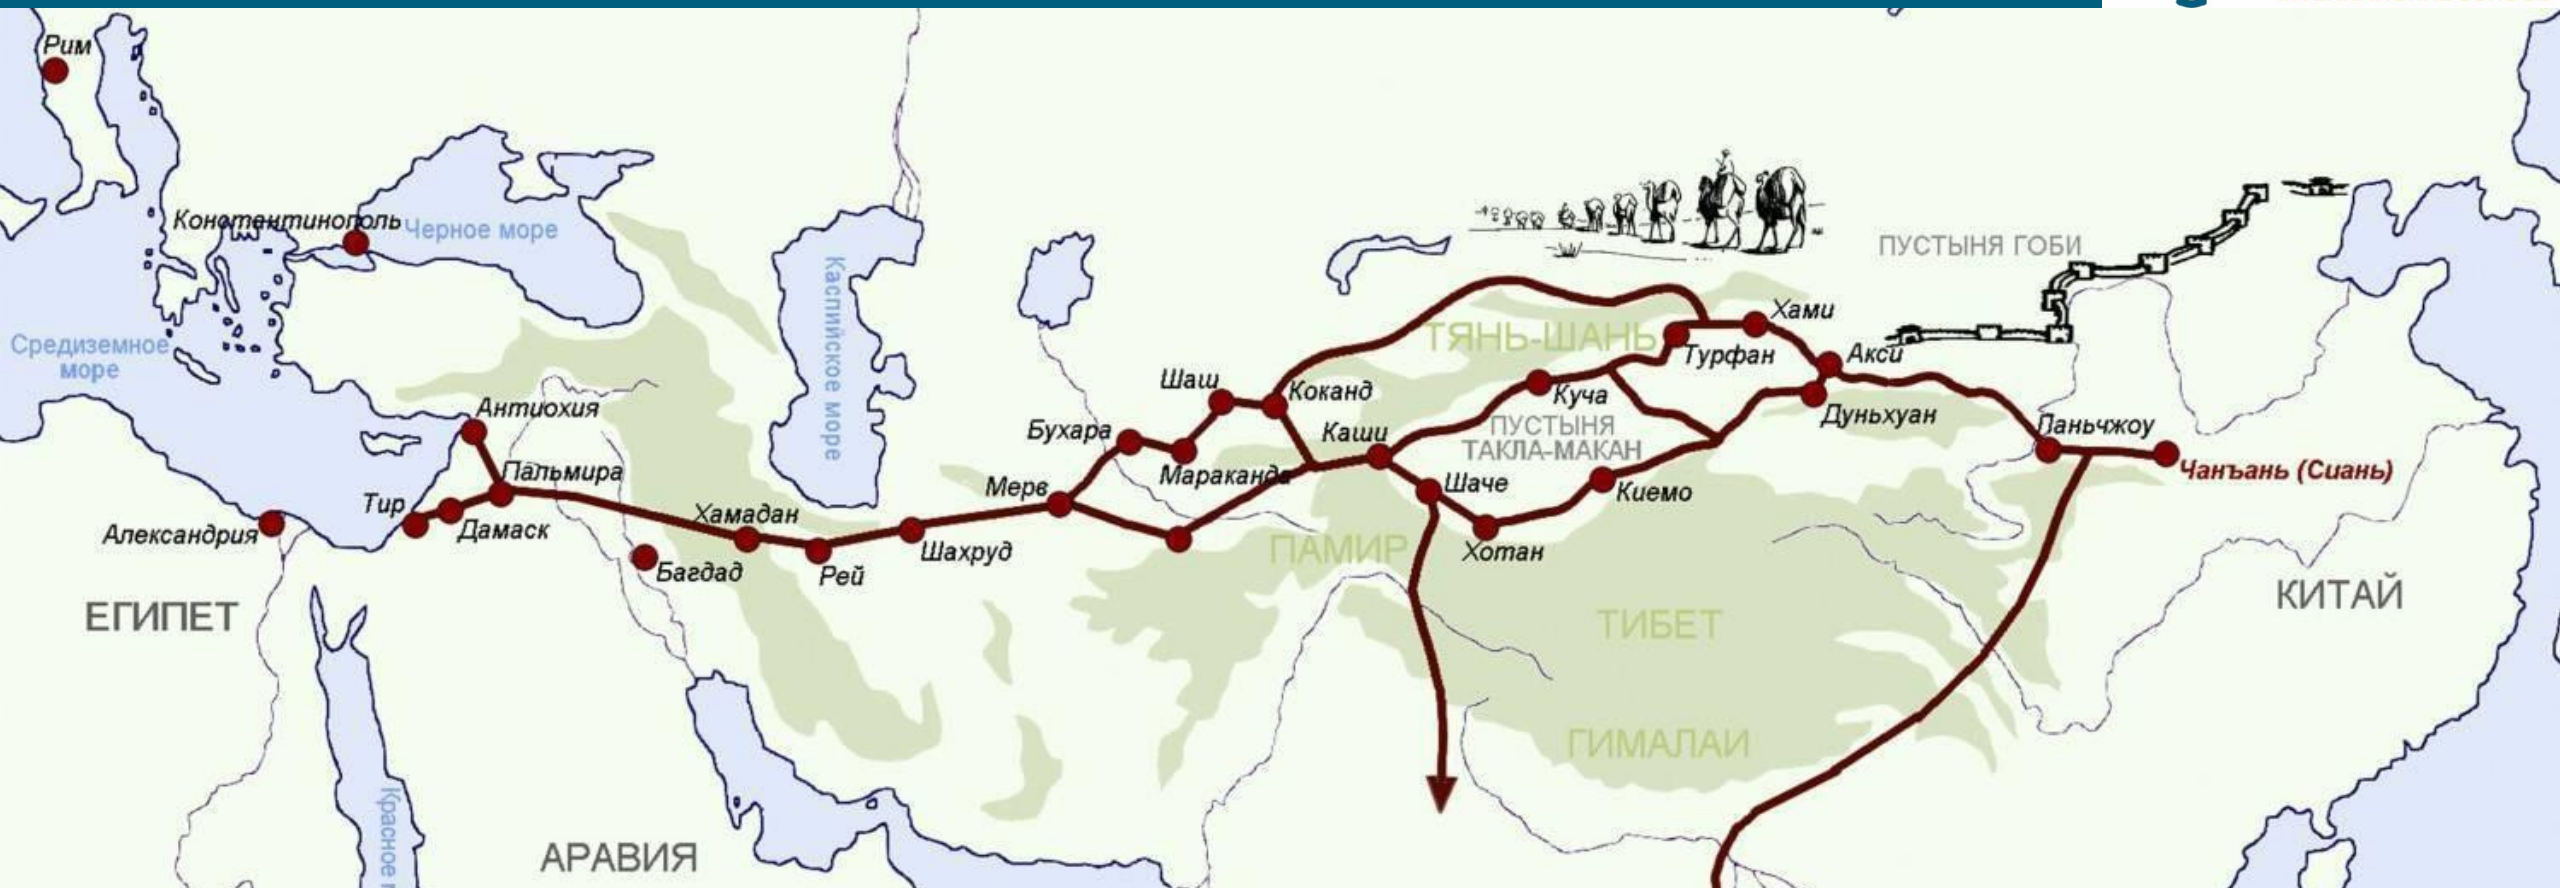 Рим
Константинополь
Черное море
Средиземное
море
Каспийское море
ПУСТЫНЯ ГОБИ
ТЯНЬ-ШАНЬ
Хами
Турфан
Акси
Шаш
Коканд
Куча
Дуньхуан
Антиохия
Бухара
Каши
ПУСТЫНЯ
ТАКЛА-МАКАН
Ланьчжоу
Пальмира
Мараканда
Чанъань (Сиань)
Мерв
Шаче
Киемо
Тир
Хамадан
Александрия
Дамаск
Шахруд
ПАМИР
Хотан
Багдад
Рей
ЕГИПЕТ
ТИБЕТ
КИТАЙ
ГИМАЛАИ
Красное
АРАВИЯ